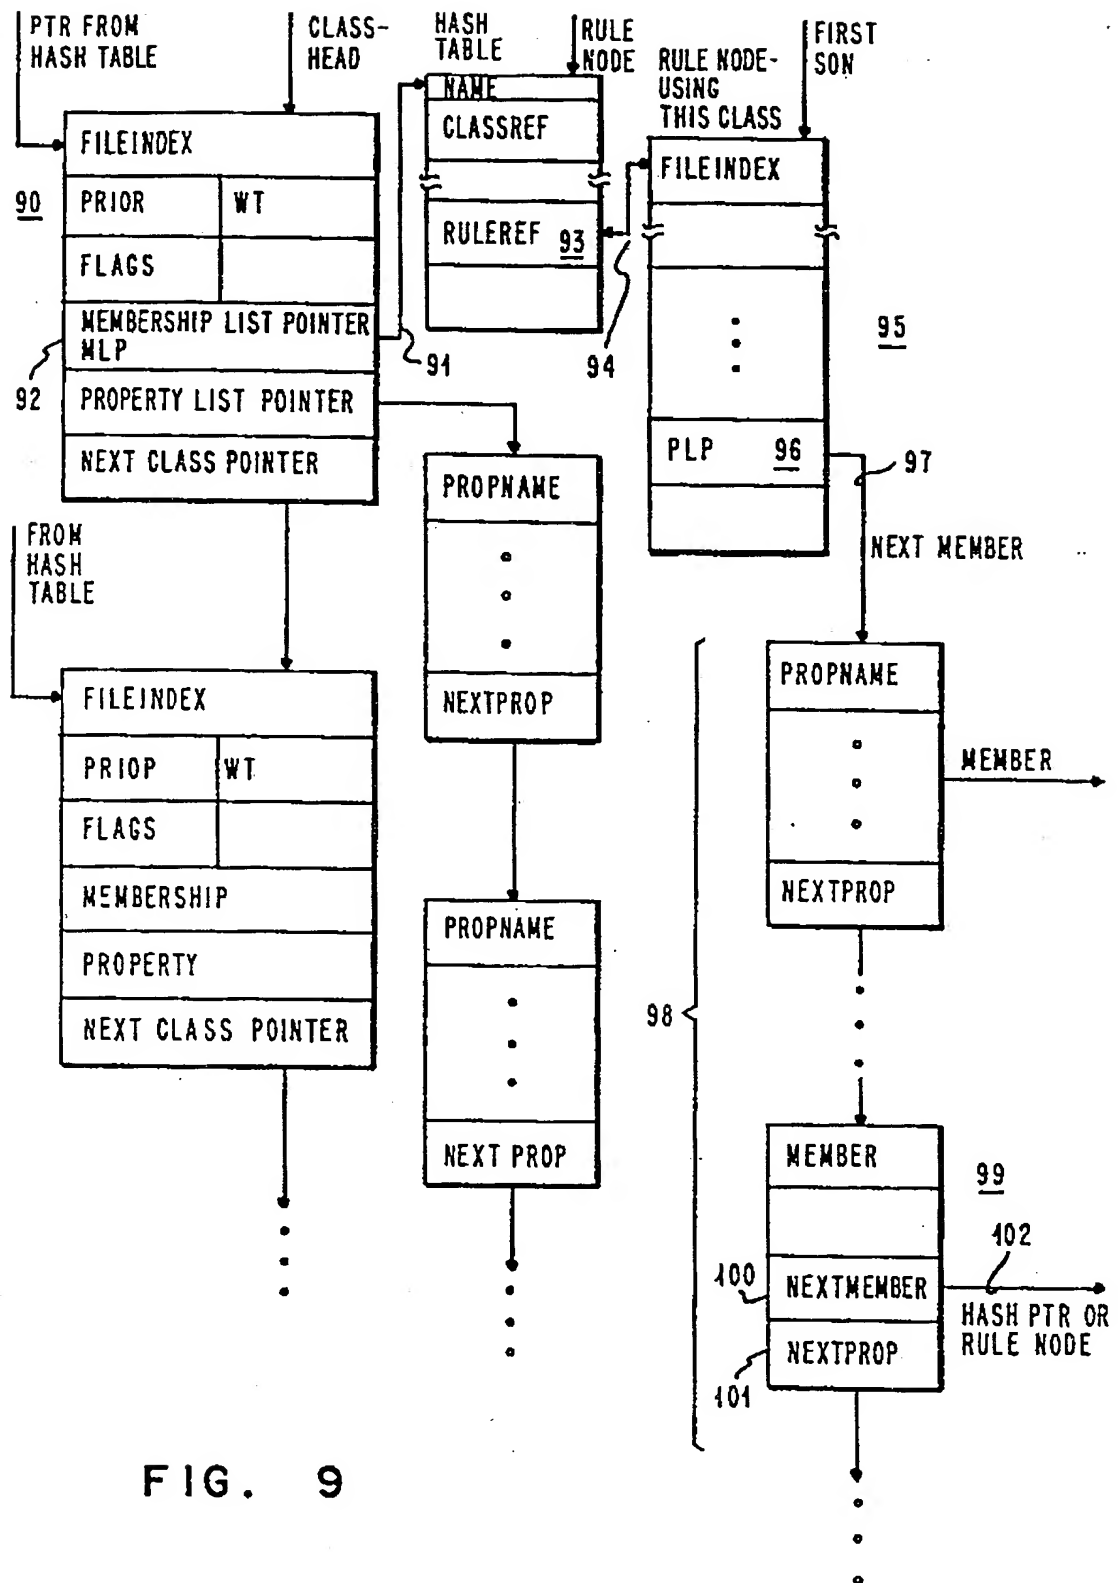 PTR FROM
HASH TABLE
CLASS-
HEAD
HASH
TABLE
RULE
NODE
RULE NODE-
USING
THIS CLASS
FIRST
SON
FILEINDEX
90
PRIOR
WT
FLAGS
MEMBERSHIP LIST POINTER
MLP
92
PROPERTY LIST POINTER
NEXT CLASS POINTER
NAME
CLASSREF
RULEREF
93
91
94
FILEINDEX
95
PLP
96
97
NEXT MEMBER
FROM
HASH
TABLE
FILEINDEX
PRIOP
WT
FLAGS
MEMBERSHIP
PROPERTY
NEXT CLASS POINTER
PROPNAME
NEXTPROP
PROPNAME
NEXT PROP
98
PROPNAME
MEMBER
NEXTPROP
MEMBER
99
102
100
NEXTMEMBER
HASH PTR OR
RULE NODE
NEXTPROP
101
FIG. 9